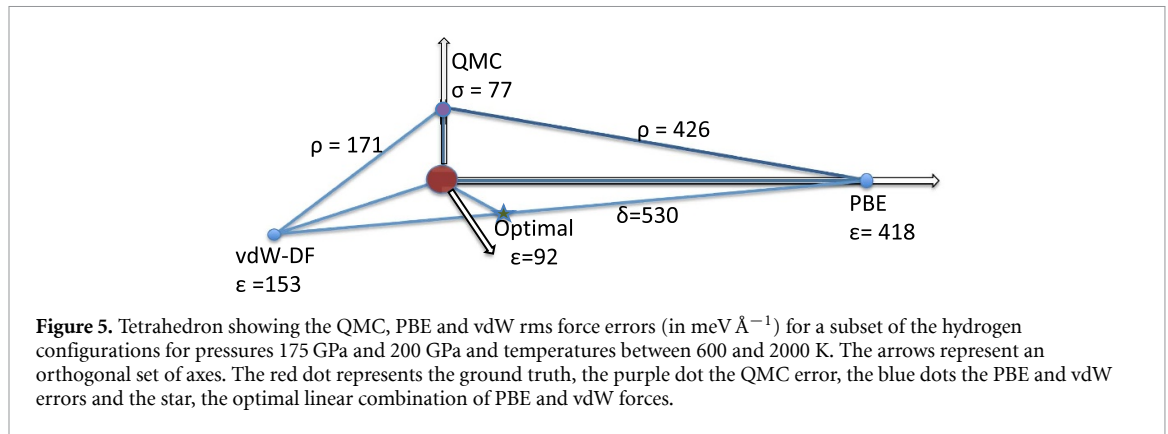 QMC
σ = 77
ρ = 171
ρ = 426
PBE
ε= 418
δ=530
Optimal
ε=92
vdW-DF
ε =153
Figure 5. Tetrahedron showing the QMC, PBE and vdW rms force errors (in meV Å−1) for a subset of the hydrogen
configurations for pressures 175 GPa and 200 GPa and temperatures between 600 and 2000 K. The arrows represent an
orthogonal set of axes. The red dot represents the ground truth, the purple dot the QMC error, the blue dots the PBE and vdW
errors and the star, the optimal linear combination of PBE and vdW forces.